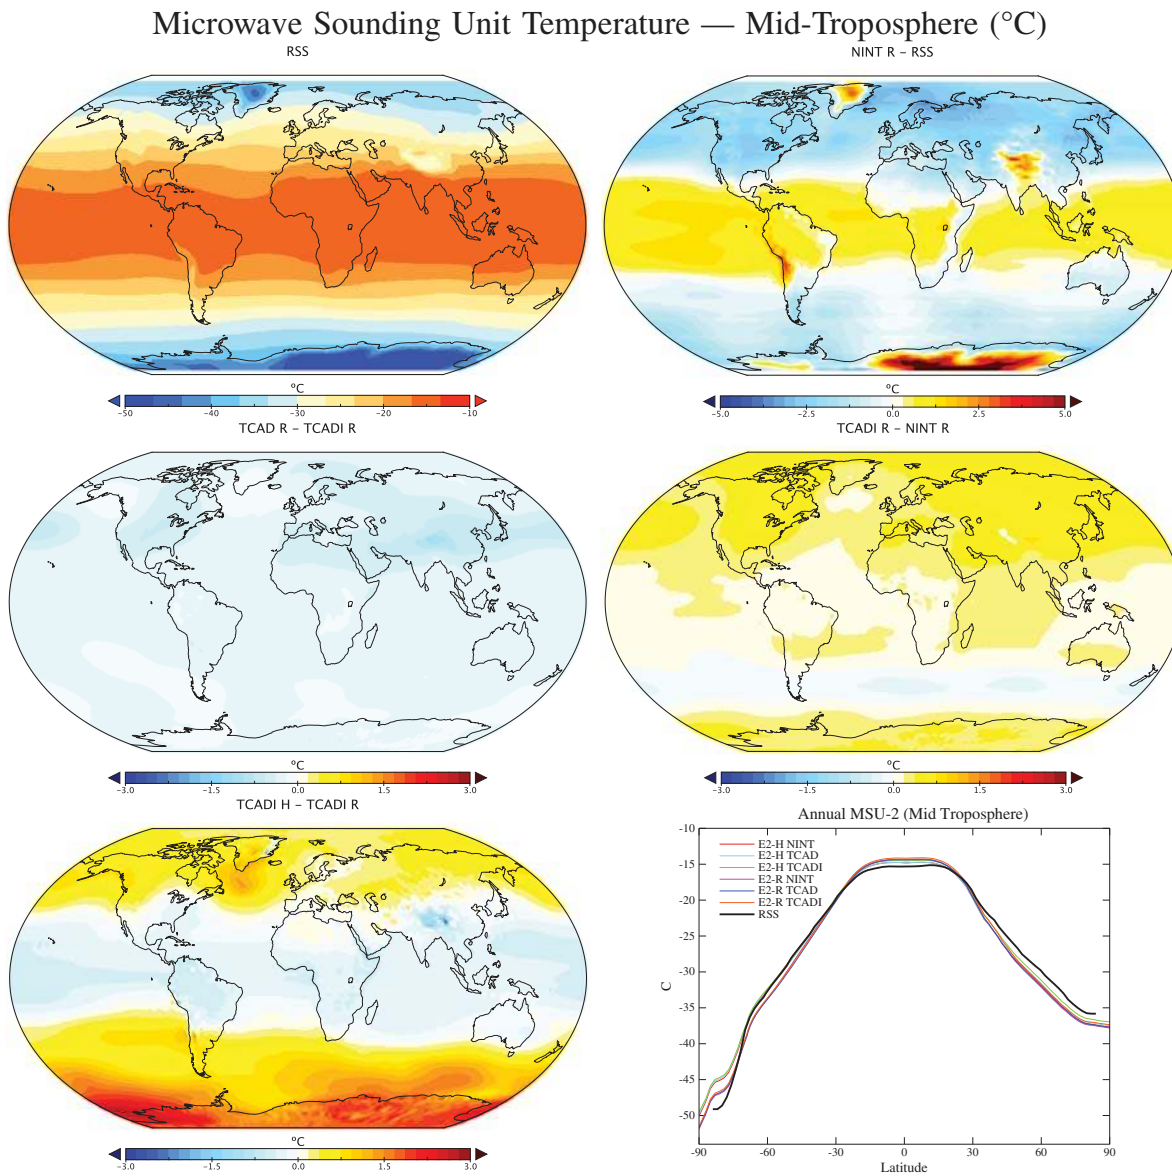 Microwave Sounding Unit Temperature — Mid-Troposphere (°C)
RSS
NINT R – RSS
°C
-50 -40 -30 -20 -10
°C
-5.0 -2.5 0.0 2.5 5.0
TCAD R – TCADI R
TCADI R – NINT R
°C
-3.0 -1.5 0.0 1.5 3.0
°C
-3.0 -1.5 0.0 1.5 3.0
TCADI H – TCADI R
°C
-3.0 -1.5 0.0 1.5 3.0
Annual MSU-2 (Mid Troposphere)
-10
-15
-20
-25
-30
-35
-40
-45
-50
C
E2-H NINT
E2-H TCAD
E2-H TCADI
E2-R NINT
E2-R TCAD
E2-R TCADI
RSS
-90 -60 -30 0 30 60 90
Latitude